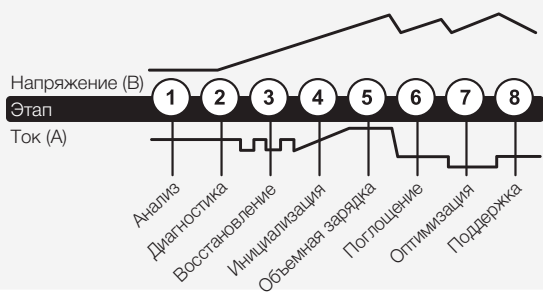 Напряжение (В)
1 2 3 4 5 6 7 8
Этап
Ток (А)
Анализ
Диагностика
Восстановление
Инициализация
Объемная зарядка
Поглощение
Оптимизация
Поддержка